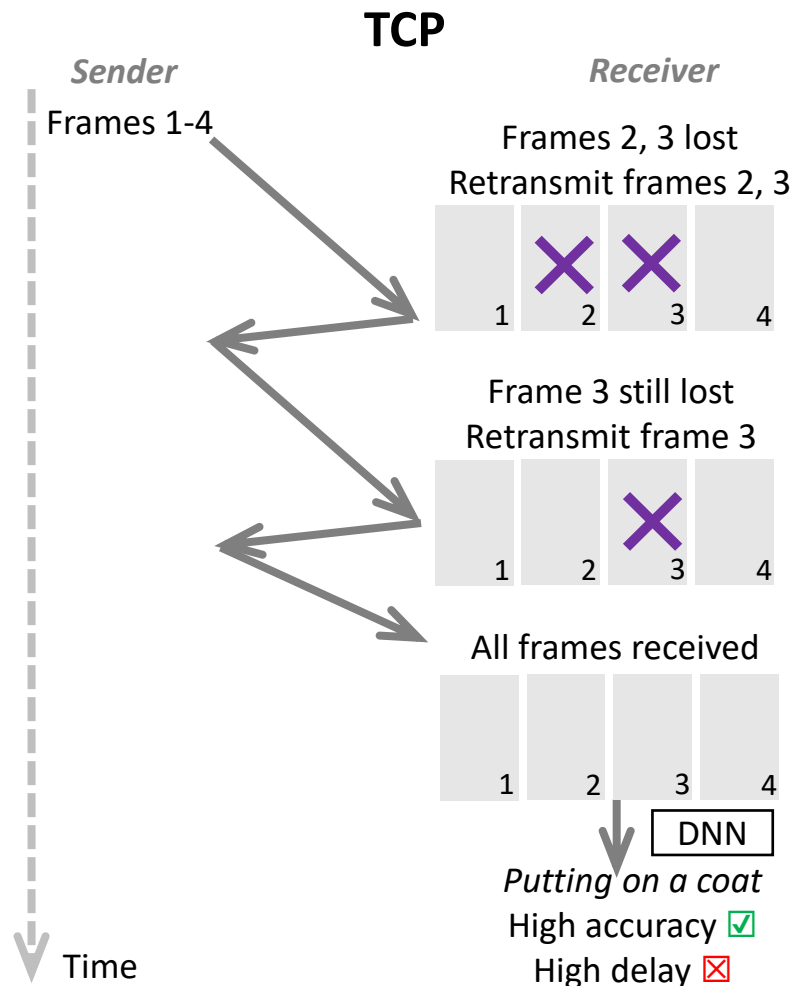 TCP
Sender
Receiver
Frames 1-4
Frames 2, 3 lost
Retransmit frames 2, 3
1 2 3 4
Frame 3 still lost
Retransmit frame 3
1 2 3 4
All frames received
1 2 3 4
DNN
Putting on a coat
High accuracy ☑
High delay ☒
Time